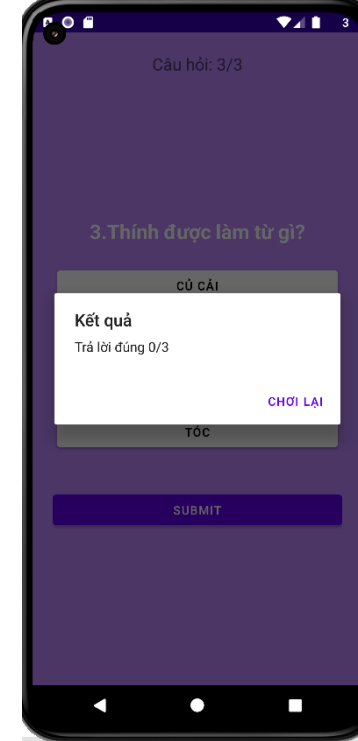 3
Câu hỏi: 3/3
3.Thính được làm từ gì?
CỦ CẢI
Kết quả
Trả lời đúng 0/3
CHƠI LẠI
TÓC
SUBMIT